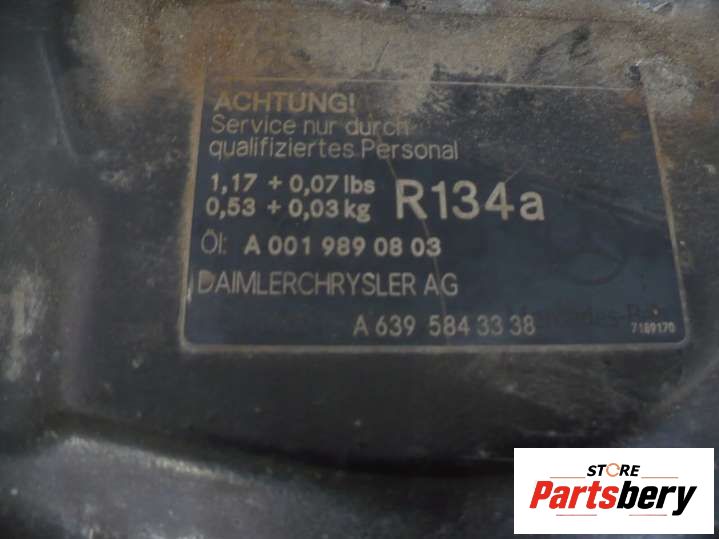 ACHTUNG!
Service nur durch
qualifiziertes Personal
1,17 + 0,07 lbs
0,53 + 0,03 kg
R134a
Öl: A 001 989 08 03
DAIMLERCHRYSLER AG
A 639 584 33 38
7189170
STORE
Partsbery